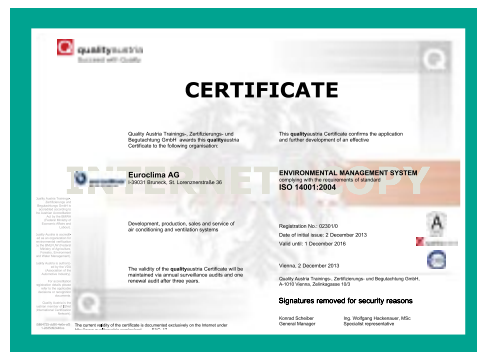 qualityaustria
Succeed with Quality
CERTIFICATE
Quality Austria Trainings-, Zertifizierungs- und
Begutachtung GmbH awards this qualityaustria
Certificate to the following organisation:
This qualityaustria Certificate confirms the application
and further development of an effective
Euroclima AG
I-39031 Bruneck, St. Lorenznerstraße 36
ENVIRONMENTAL MANAGEMENT SYSTEM
complying with the requirements of standard
ISO 14001:2004
INTERNET COPY
Development, production, sales and service of
air conditioning and ventilation systems
Registration No.: 02301/0
Date of initial issue: 2 December 2013
Valid until: 1 December 2016
The validity of the qualityaustria Certificate will be
maintained via annual surveillance audits and one
renewal audit after three years.
Vienna, 2 December 2013
Quality Austria Trainings-, Zertifizierungs- und Begutachtung GmbH,
A-1010 Vienna, Zelinkagasse 10/3
Signatures removed for security reasons
Konrad Scheiber
General Manager
Ing. Wolfgang Hackenauer, MSc
Specialist representative
The current validity of the certificate is documented exclusively on the Internet under